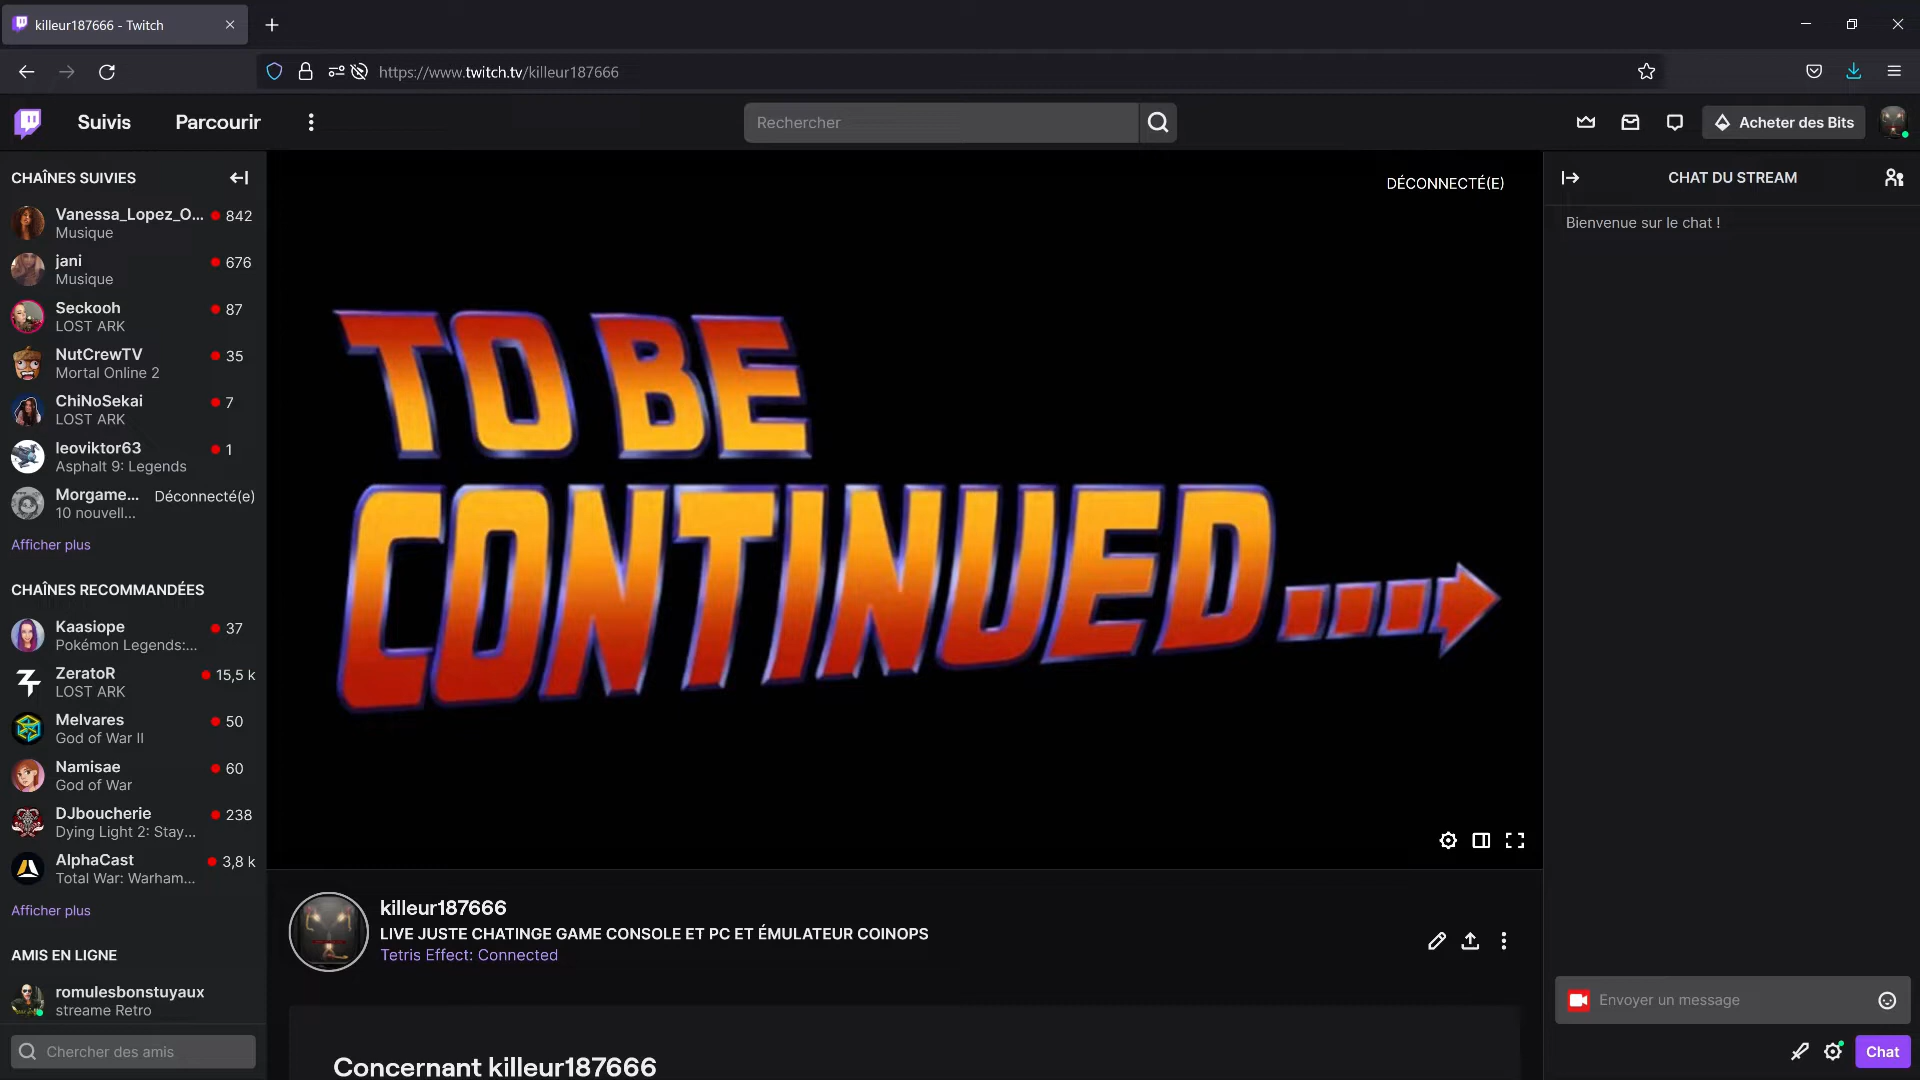 killeur187666 - Twitch
https://www.twitch.tv/killeur187666
Suivis
Parcourir
Rechercher
Acheter des Bits
CHAÎNES SUIVIES
Vanessa_Lopez_O...
842
Musique
jani
676
Musique
Seckooh
87
LOST ARK
NutCrewTV
35
Mortal Online 2
ChiNoSekai
7
LOST ARK
leoviktor63
1
Asphalt 9: Legends
Morgame...
Déconnecté(e)
10 nouvell...
Afficher plus
CHAÎNES RECOMMANDÉES
Kaasiope
37
Pokémon Legends:...
ZeratoR
15,5 k
LOST ARK
Melvares
50
God of War II
Namisae
60
God of War
DJboucherie
238
Dying Light 2: Stay...
AlphaCast
3,8 k
Total War: Warham...
Afficher plus
AMIS EN LIGNE
romulesbonstuyaux
streame Retro
Chercher des amis
DÉCONNECTÉ(E)
TO BE
CONTINUED....
killeur187666
LIVE JUSTE CHATINGE GAME CONSOLE ET PC ET ÉMULATEUR COINOPS
Tetris Effect: Connected
Concernant killeur187666
CHAT DU STREAM
Bienvenue sur le chat !
Envoyer un message
Chat